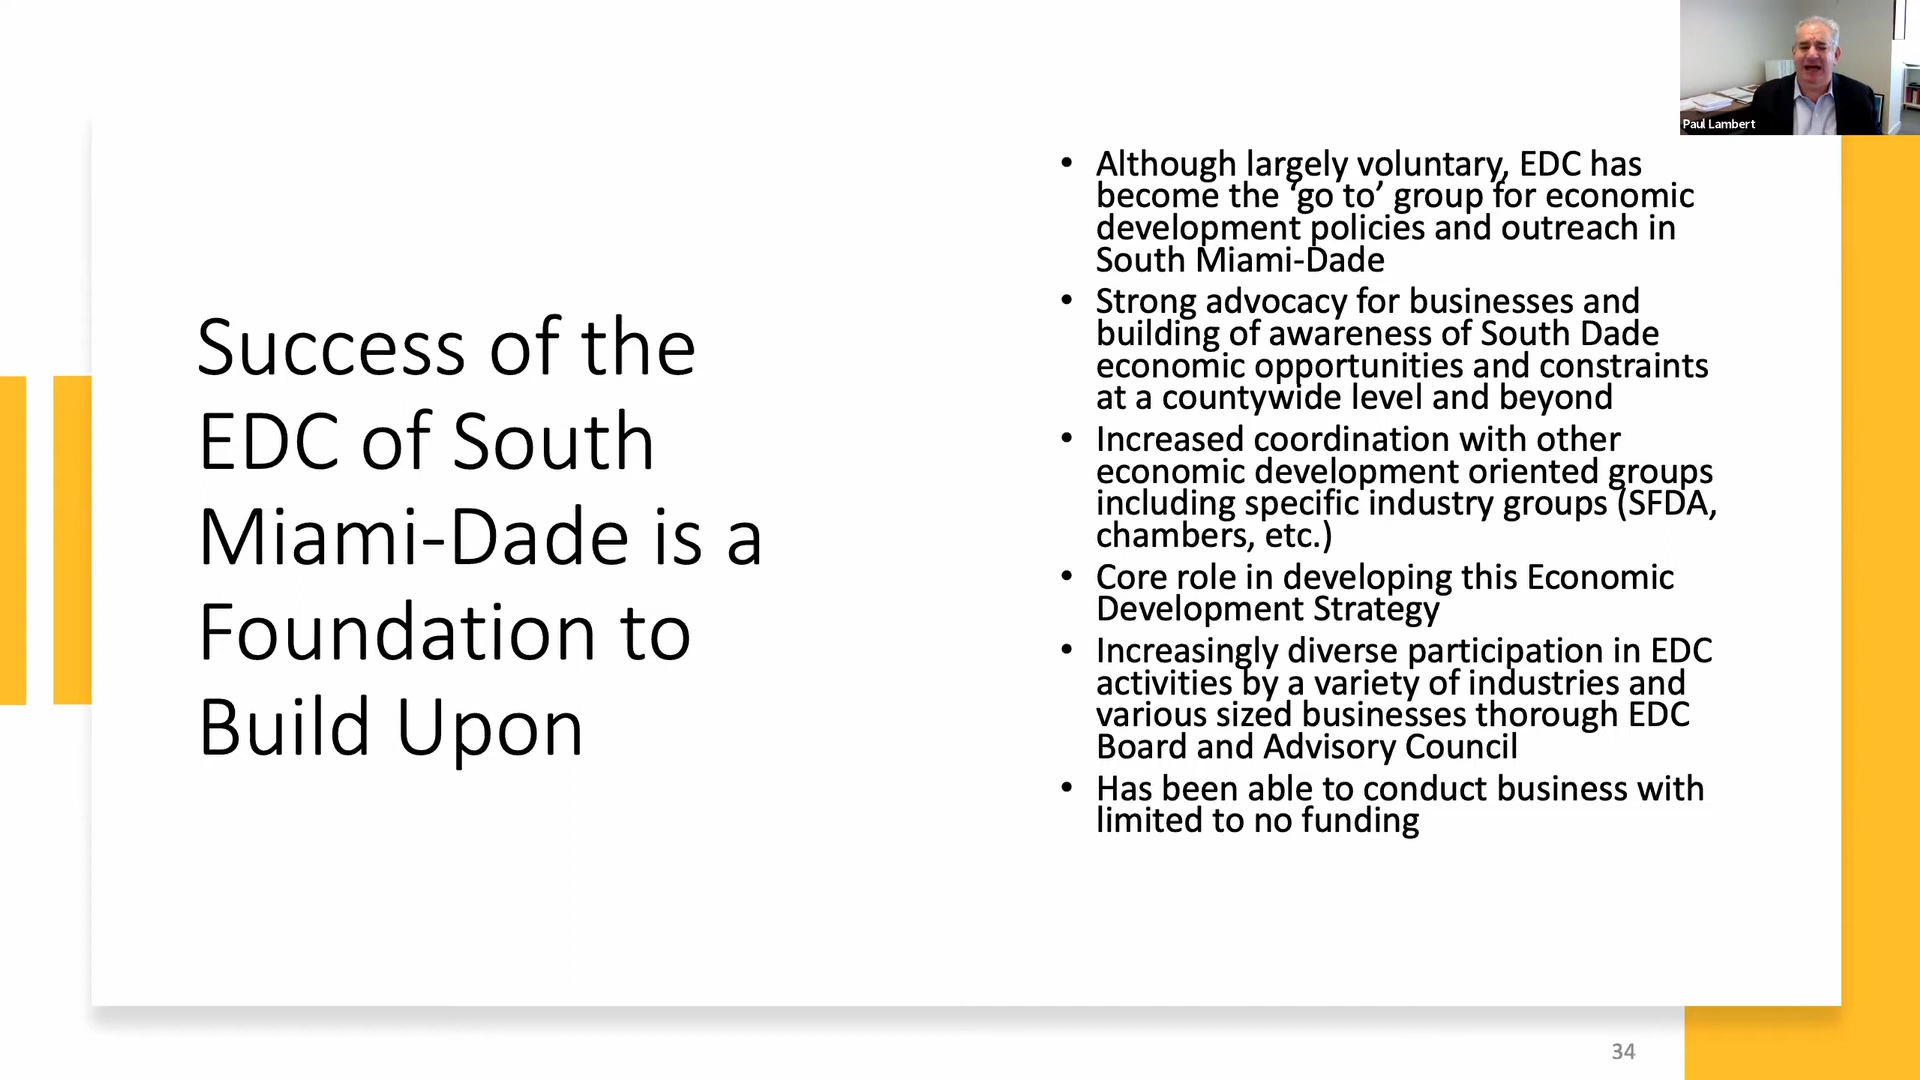 Paul Lambert
Success of the
EDC of South
Miami-Dade is a
Foundation to
Build Upon
• Although largely voluntary, EDC has
become the ‘go to’ group for economic
development policies and outreach in
South Miami-Dade
• Strong advocacy for businesses and
building of awareness of South Dade
economic opportunities and constraints
at a countywide level and beyond
• Increased coordination with other
economic development oriented groups
including specific industry groups (SFDA,
chambers, etc.)
• Core role in developing this Economic
Development Strategy
• Increasingly diverse participation in EDC
activities by a variety of industries and
various sized businesses thorough EDC
Board and Advisory Council
• Has been able to conduct business with
limited to no funding
34